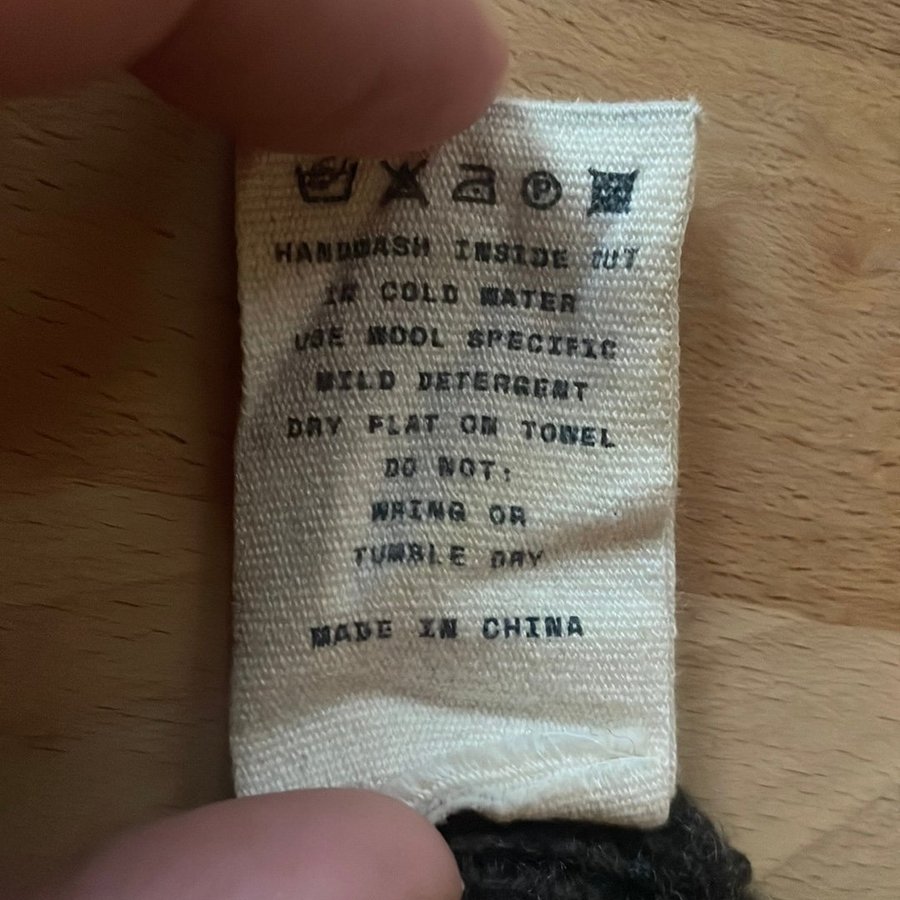 P
HANDWASH INSIDE OUT
IN COLD WATER
USE WOOL SPECIFIC
MILD DETERGENT
DRY FLAT ON TOWEL
DO NOT:
WRING OR
TUMBLE DRY
MADE IN CHINA